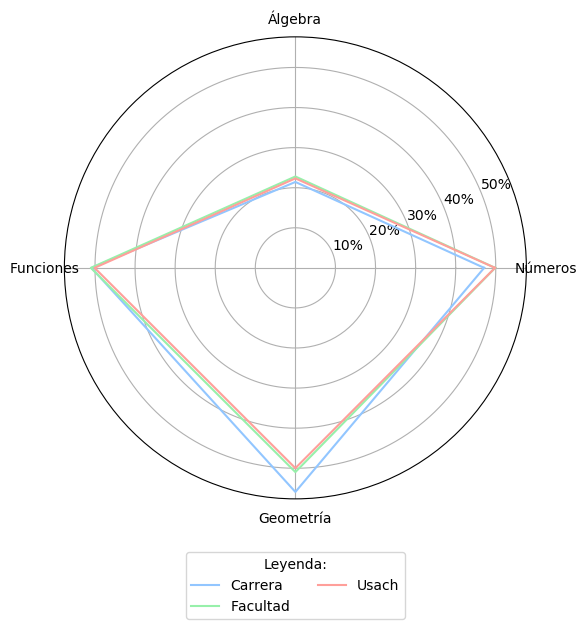 Álgebra
50%
40%
30%
20%
10%
Funciones
Números
Geometría
Leyenda:
Carrera
Usach
Facultad